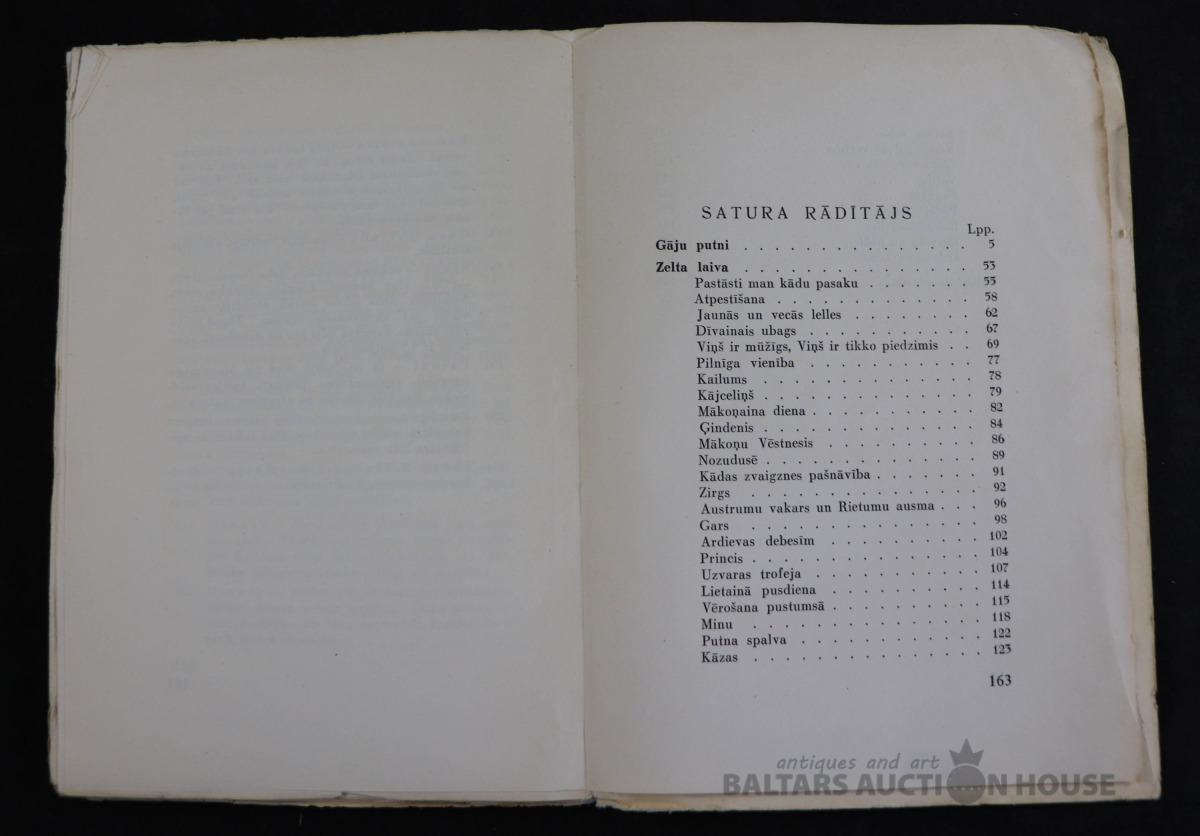 SATURA RĀDĪTĀJS
Lpp.
Gāju putni . . . . . . . . . . . . . . . 5
Zelta laiva . . . . . . . . . . . . . . . 53
Pastāsti man kādu pasaku . . . . . . . 55
Atpestīšana . . . . . . . . . . . . . 58
Jaunās un vecās lelles . . . . . . . . 62
Dīvainais ubags . . . . . . . . . . . 67
Viņš ir mūžīgs, Viņš ir tikko piedzimis . . 69
Pilnīga vienība . . . . . . . . . . . 77
Kailums . . . . . . . . . . . . . . 78
Kājceliņš . . . . . . . . . . . . . . 79
Mākoņaina diena . . . . . . . . . . . 82
Ģindenis . . . . . . . . . . . . . . 84
Mākoņu Vēstnesis . . . . . . . . . . 86
Nozudusē . . . . . . . . . . . . . . 89
Kādas zvaigznes pašnāvība . . . . . . . 91
Zirgs . . . . . . . . . . . . . . . 92
Austrumu vakars un Rietumu ausma . . . 96
Gars . . . . . . . . . . . . . . . 98
Ardievas debesīm . . . . . . . . . . 102
Princis . . . . . . . . . . . . . . . 104
Uzvaras trofeja . . . . . . . . . . . 107
Lietainā pusdiena . . . . . . . . . . 114
Vērošana pustumsā . . . . . . . . . . 115
Minu . . . . . . . . . . . . . . . 118
Putna spalva . . . . . . . . . . . . 122
Kāzas . . . . . . . . . . . . . . . 123
163
antiques and art
BALTARS AUCTION HOUSE